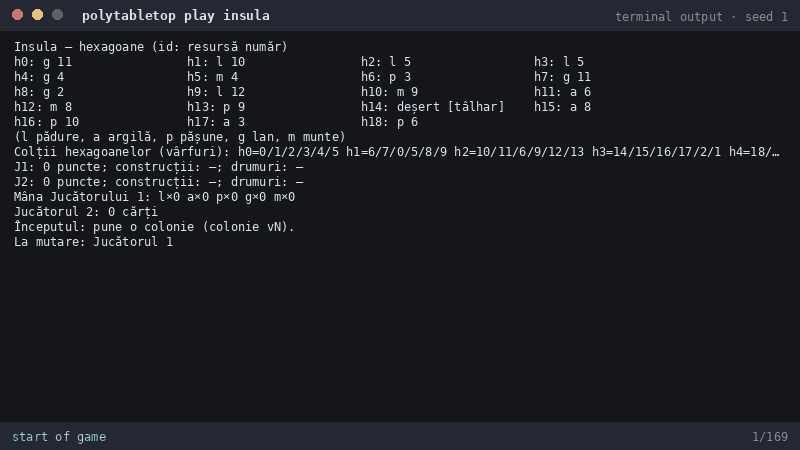 polytabletop play insula
terminal output · seed 1
Insula — hexagoane (id: resursă număr)
h0: g 11 h1: l 10 h2: l 5 h3: l 5
h4: g 4 h5: m 4 h6: p 3 h7: g 11
h8: g 2 h9: l 12 h10: m 9 h11: a 6
h12: m 8 h13: p 9 h14: deșert [tâlhar] h15: a 8
h16: p 10 h17: a 3 h18: p 6
(l pădure, a argilă, p pășune, g lan, m munte)
Colții hexagoanelor (vârfuri): h0=0/1/2/3/4/5 h1=6/7/0/5/8/9 h2=10/11/6/9/12/13 h3=14/15/16/17/2/1 h4=18/…
J1: 0 puncte; construcții: —; drumuri: —
J2: 0 puncte; construcții: —; drumuri: —
Mâna Jucătorului 1: l×0 a×0 p×0 g×0 m×0
Jucătorul 2: 0 cărți
Începutul: pune o colonie (colonie vN).
La mutare: Jucătorul 1
start of game
1/169